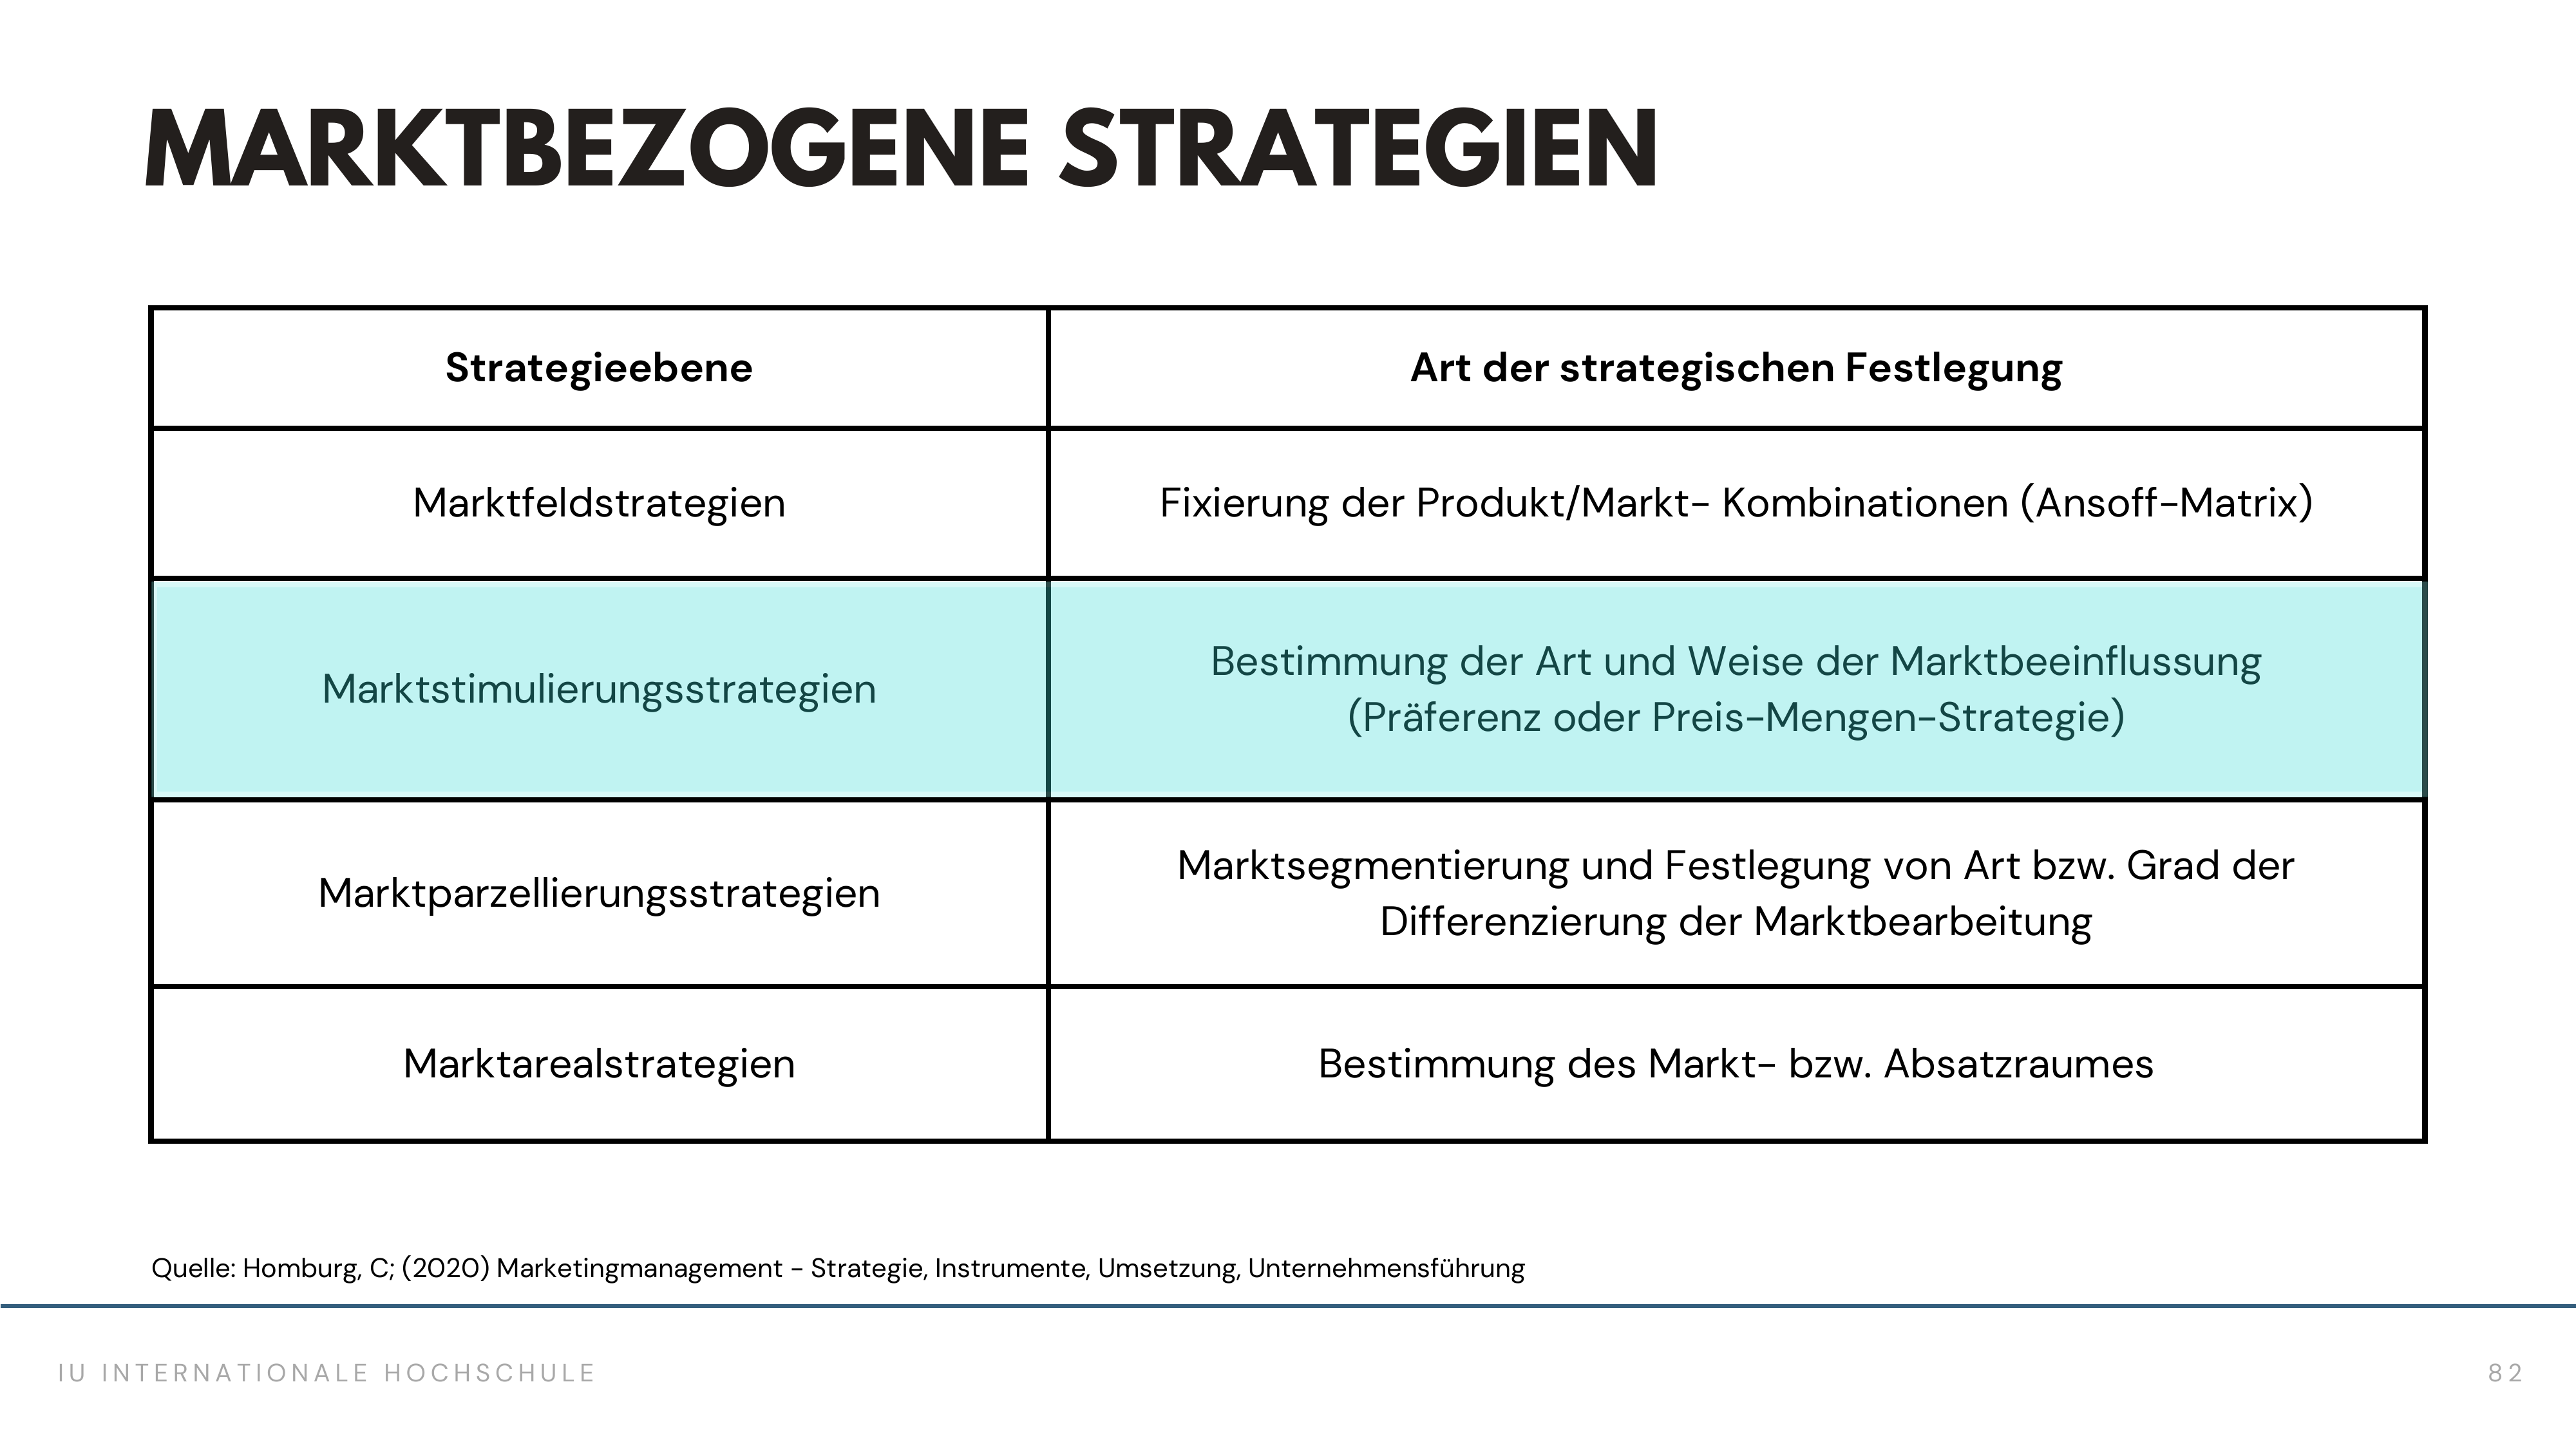 MARKTBEZOGENE STRATEGIEN
Strategieebene
Art der strategischen Festlegung
Marktfeldstrategien
Fixierung der Produkt/Markt- Kombinationen (Ansoff-Matrix)
Marktstimulierungsstrategien
Bestimmung der Art und Weise der Marktbeeinflussung
(Präferenz oder Preis-Mengen-Strategie)
Marktparzellierungsstrategien
Marktsegmentierung und Festlegung von Art bzw. Grad der
Differenzierung der Marktbearbeitung
Marktarealstrategien
Bestimmung des Markt- bzw. Absatzraumes
Quelle: Homburg, C; (2020) Marketingmanagement - Strategie, Instrumente, Umsetzung, Unternehmensführung
IU INTERNATIONALE HOCHSCHULE
82